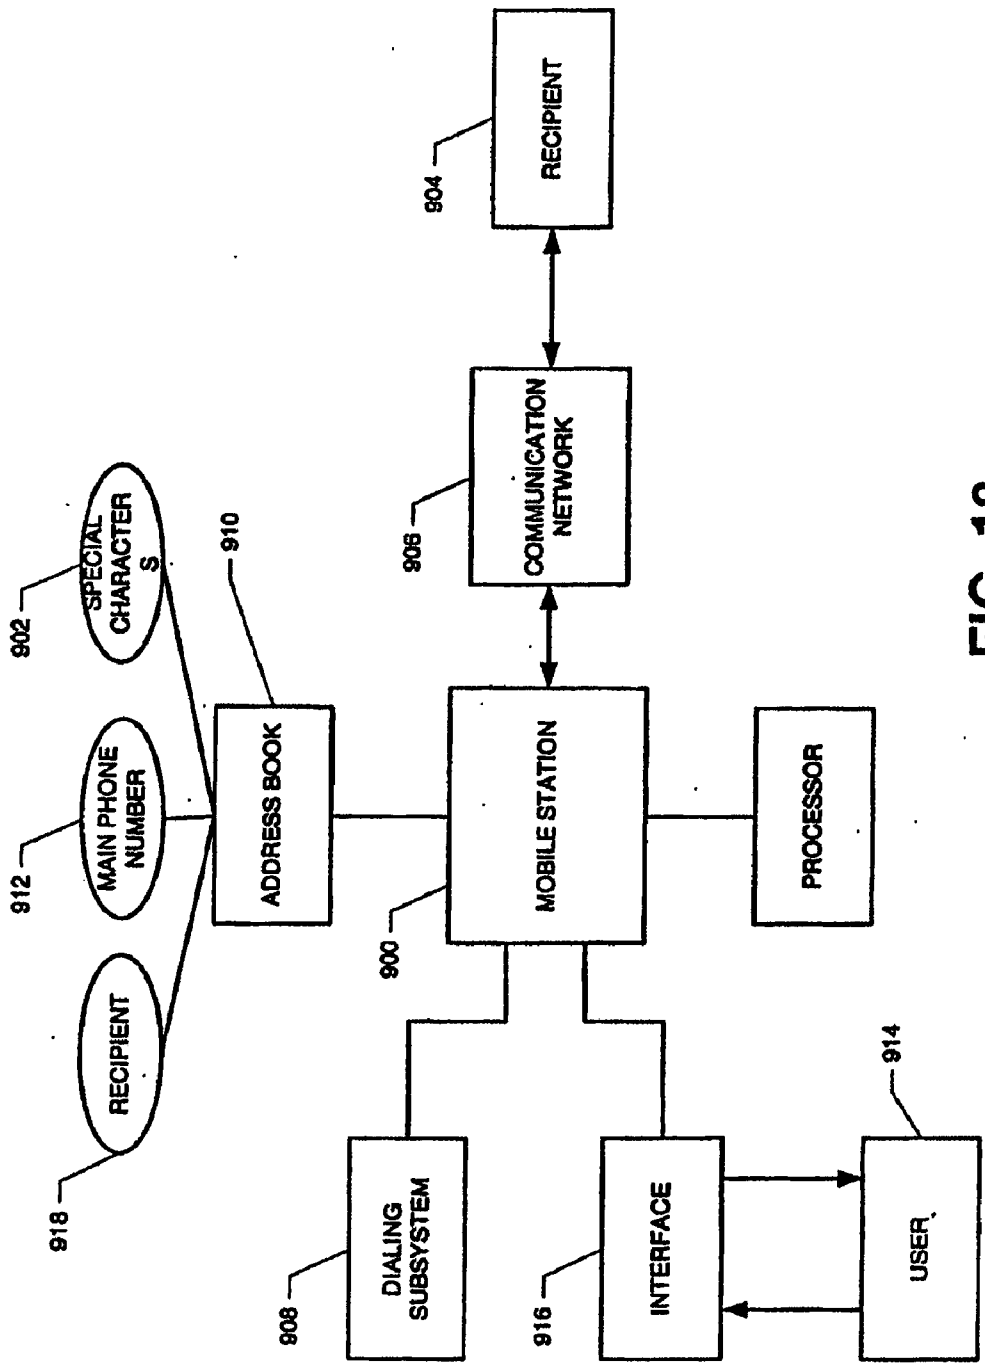 918
RECIPIENT
912
MAIN PHONE
NUMBER
902
SPECIAL
CHARACTER
S
910
ADDRESS BOOK
908
DIALING
SUBSYSTEM
900
MOBILE STATION
906
COMMUNICATION
NETWORK
904
RECIPIENT
916
INTERFACE
PROCESSOR
914
USER
FIG.